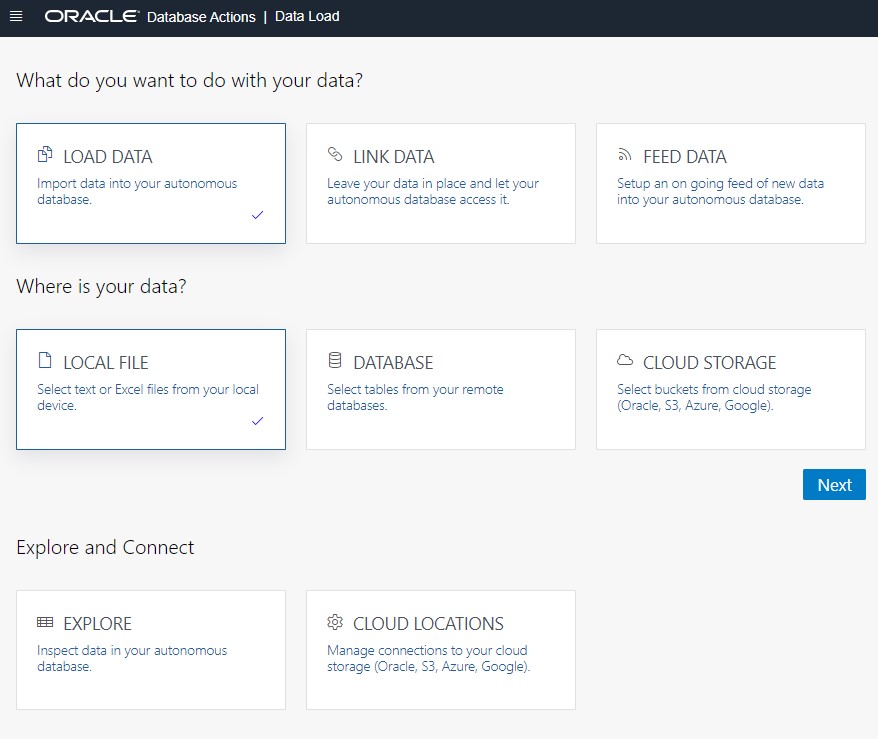 ORACLE Database Actions | Data Load
What do you want to do with your data?
LOAD DATA
Import data into your autonomous
database.
LINK DATA
Leave your data in place and let your
autonomous database access it.
FEED DATA
Setup an on going feed of new data
into your autonomous database.
Where is your data?
LOCAL FILE
Select text or Excel files from your local
device.
DATABASE
Select tables from your remote
databases.
CLOUD STORAGE
Select buckets from cloud storage
(Oracle, S3, Azure, Google).
Next
Explore and Connect
EXPLORE
Inspect data in your autonomous
database.
CLOUD LOCATIONS
Manage connections to your cloud
storage (Oracle, S3, Azure, Google).